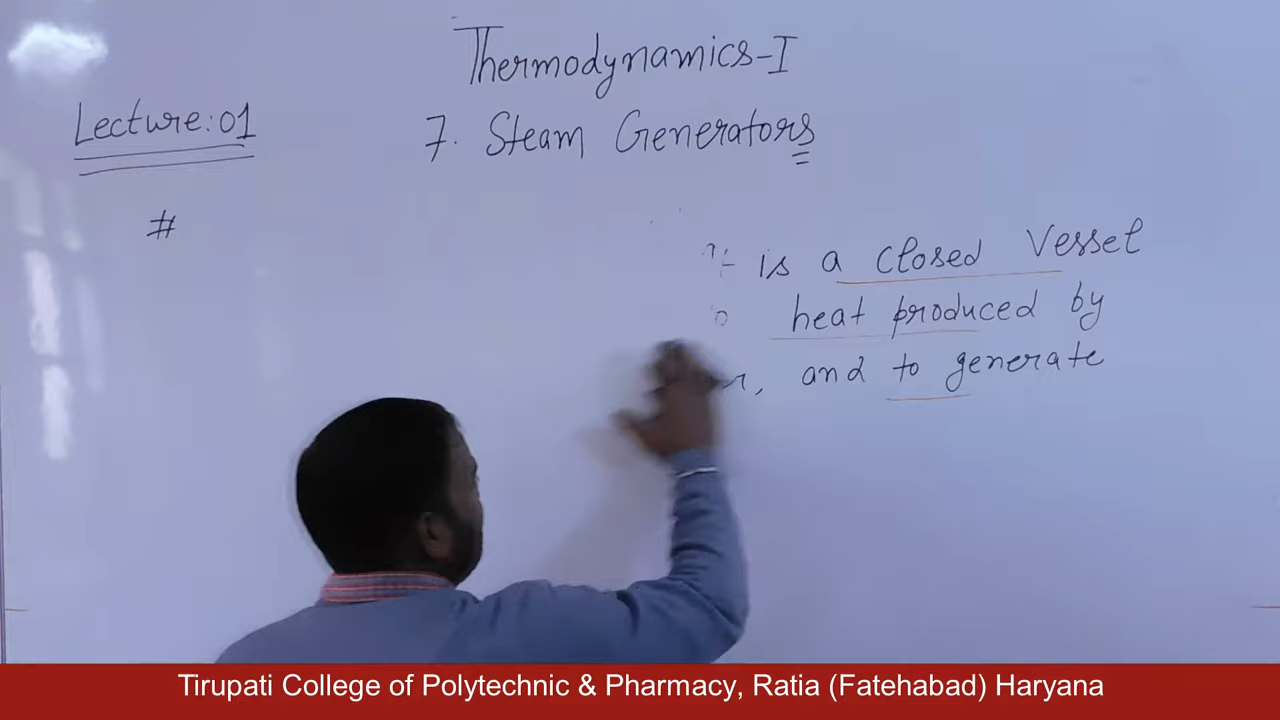 Thermodynamics-I
Lecture: 01
7. Steam Generators
#
is a closed Vessel
heat produced by
and to generate
Tirupati College of Polytechnic & Pharmacy, Ratia (Fatehabad) Haryana